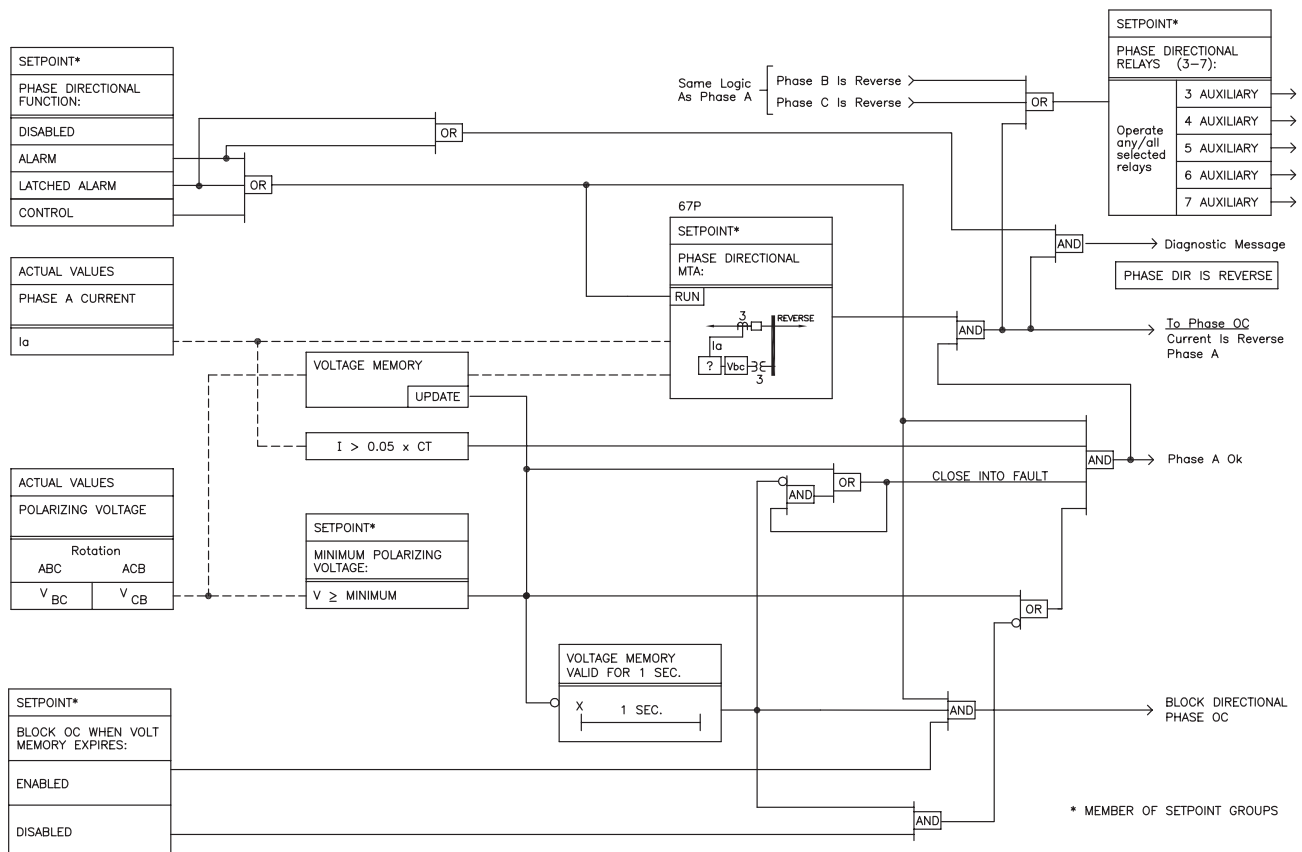 SETPOINT*
PHASE DIRECTIONAL
FUNCTION:
DISABLED
ALARM
LATCHED ALARM
CONTROL
OR
OR
Same Logic
As Phase A
Phase B Is Reverse
Phase C Is Reverse
OR
SETPOINT*
PHASE DIRECTIONAL
RELAYS (3-7):
Operate
any/all
selected
relays
3 AUXILIARY
4 AUXILIARY
5 AUXILIARY
6 AUXILIARY
7 AUXILIARY
ACTUAL VALUES
PHASE A CURRENT
Ia
67P
SETPOINT*
PHASE DIRECTIONAL
MTA:
RUN
3
REVERSE
Ia
?
Vbc
3
AND
Diagnostic Message
PHASE DIR IS REVERSE
AND
To Phase OC
Current Is Reverse
Phase A
VOLTAGE MEMORY
UPDATE
I > 0.05 x CT
AND
OR
CLOSE INTO FAULT
AND
Phase A Ok
ACTUAL VALUES
POLARIZING VOLTAGE
Rotation
ABC ACB
V BC V CB
SETPOINT*
MINIMUM POLARIZING
VOLTAGE:
V ≥ MINIMUM
OR
VOLTAGE MEMORY
VALID FOR 1 SEC.
X 1 SEC.
AND
BLOCK DIRECTIONAL
PHASE OC
SETPOINT*
BLOCK OC WHEN VOLT
MEMORY EXPIRES:
ENABLED
DISABLED
AND
* MEMBER OF SETPOINT GROUPS